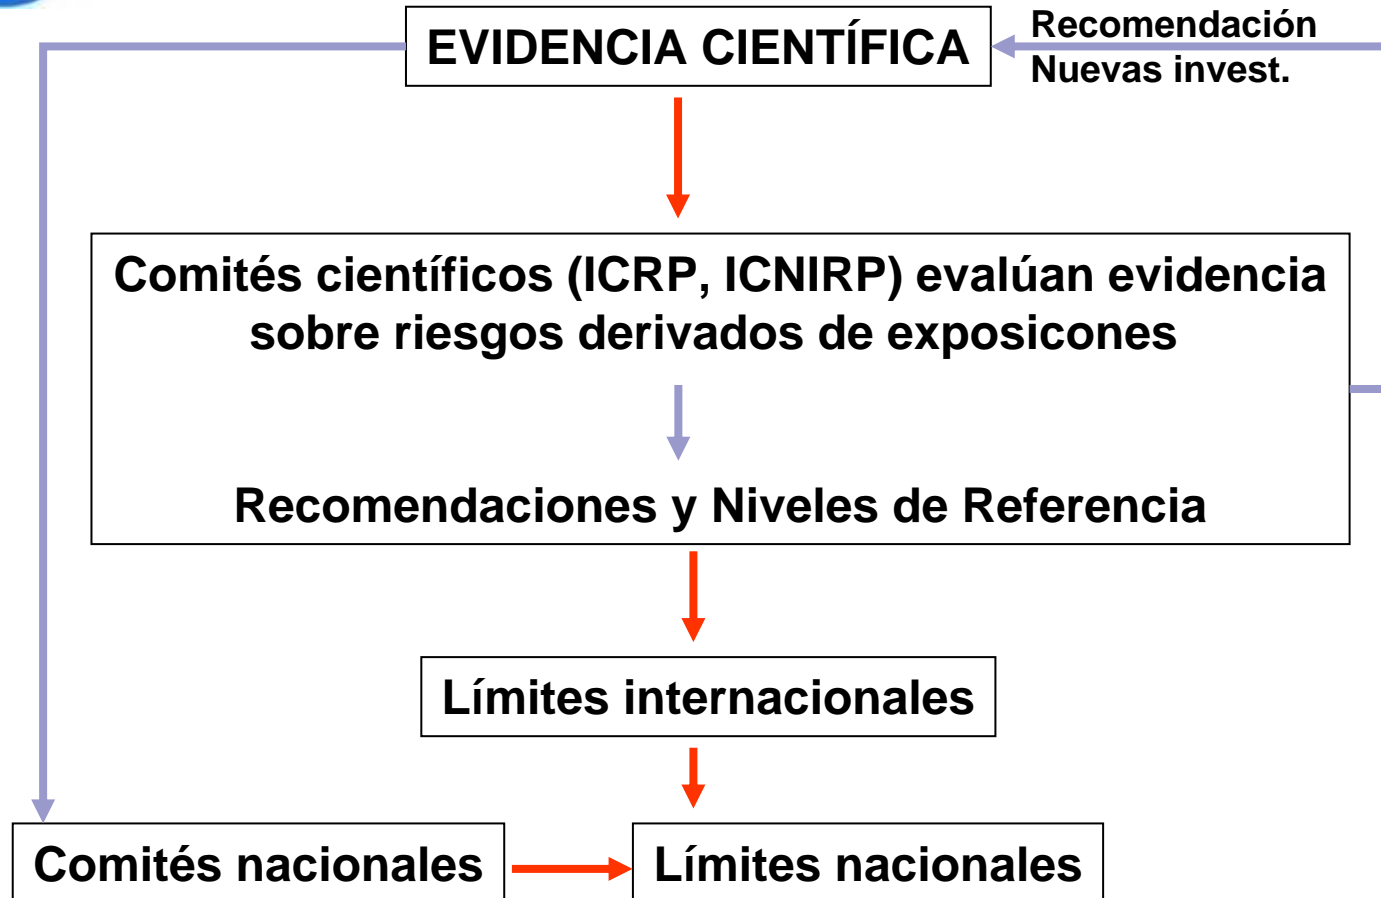 EVIDENCIA CIENTÍFICA
Recomendación
Nuevas invest.
Comités científicos (ICRP, ICNIRP) evalúan evidencia
sobre riesgos derivados de exposicones
Recomendaciones y Niveles de Referencia
Límites internacionales
Comités nacionales
Límites nacionales